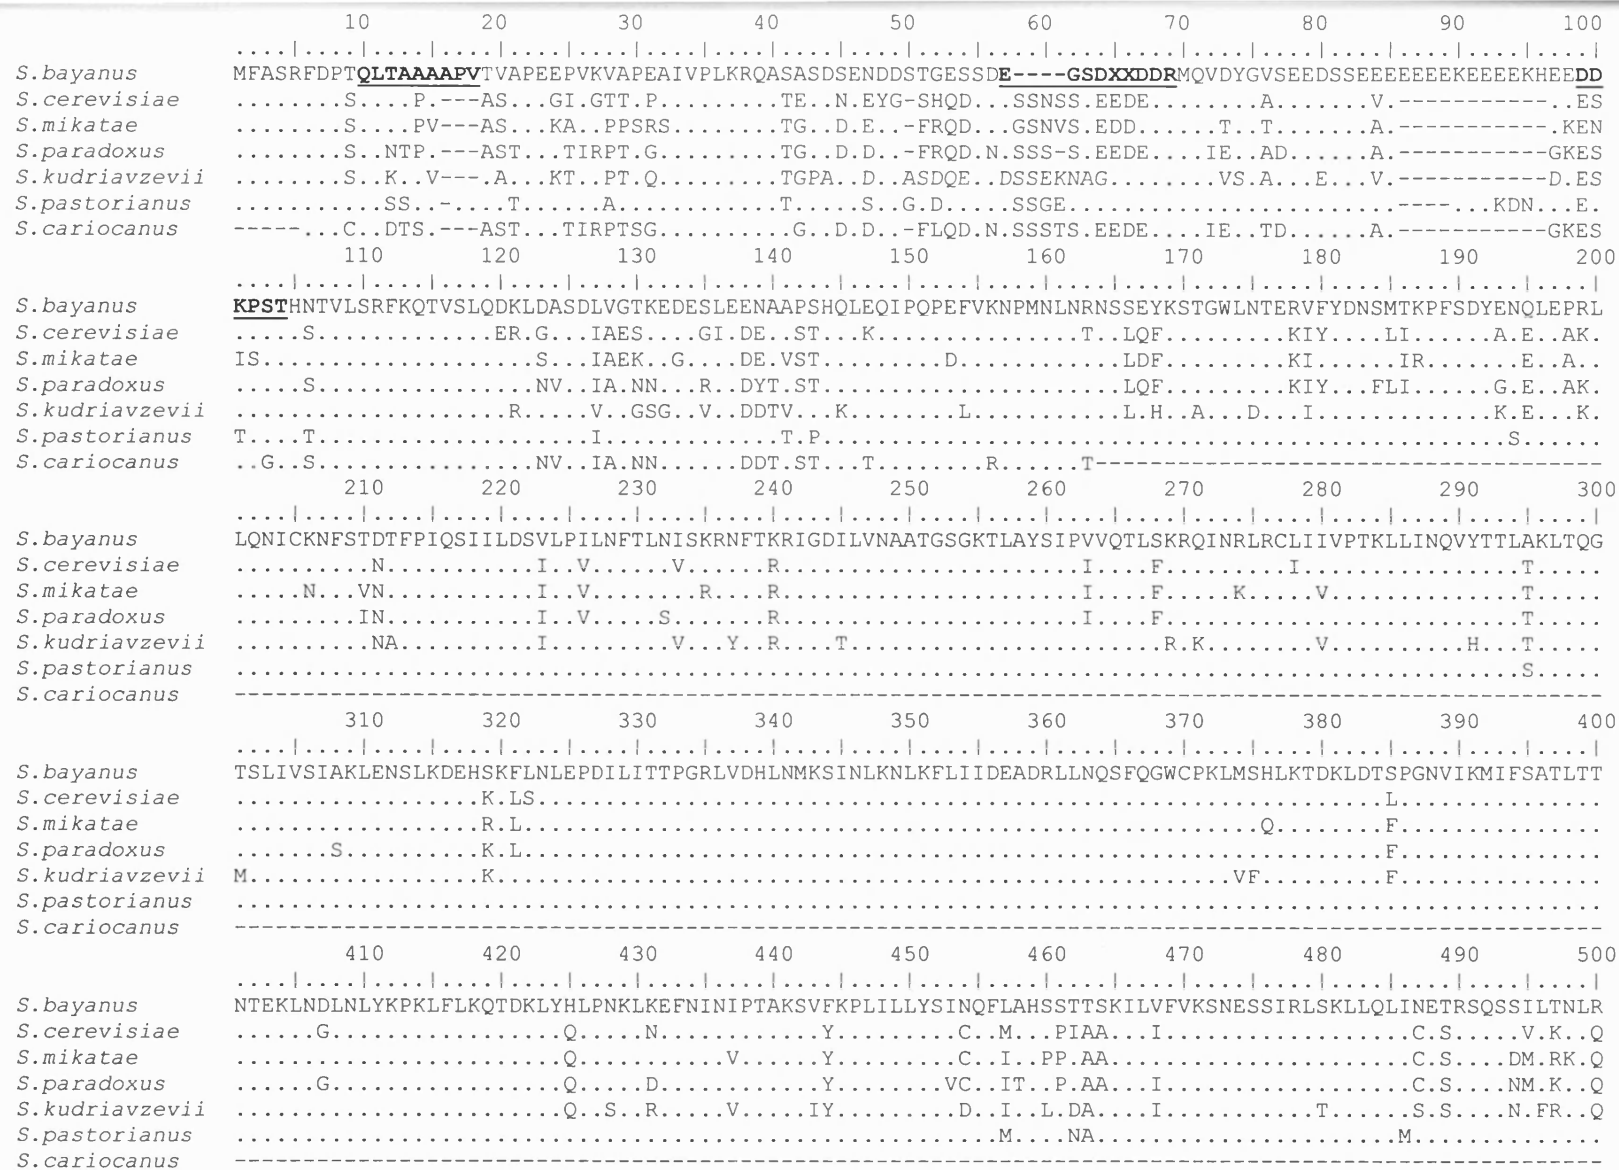 10 20 30 40 50 60 70 80 90 100
....|....|....|....|....|....|....|....|....|....|....|....|....|....|....|....|....|....|....|....|
S.bayanus MFASRFDPTQLTAAAAPVTVAPEEPVKVAPEAIVPLKRQASASDSENDDSTGESSDE----GSDXXDDRMQVDYGVSEEDSSEEEEEEEEKEEEEKHEEDD
S.cerevisiae ........S....P.---AS...GI.GTT.P.........TE..N.EYG-SHQD...SSNSS.EEDE........A.......V.-----------..ES
S.mikatae ........S....PV---AS...KA..PPSRS........TG..D.E..-FRQD...GSNVS.EDD......T..T.......A.-----------.KEN
S.paradoxus ........S..NTP.---AST...TIRPT.G.........TG..D.D..-FRQD.N.SSS-S.EEDE....IE..AD......A.-----------GKES
S.kudriavzevii ........S..K..V---.A...KT..PT.Q.........TGPA..D..ASDQE..DSSEKNAG........VS.A...E...V.-----------D.ES
S.pastorianus ...........SS..-....T......A............T.....S..G.D.....SSGE........................----...KDN...E.
S.cariocanus -----...C..DTS.---AST...TIRPTSG..........G..D.D..-FLQD.N.SSSTS.EEDE....IE..TD......A.-----------GKES
110 120 130 140 150 160 170 180 190 200
....|....|....|....|....|....|....|....|....|....|....|....|....|....|....|....|....|....|....|....|
S.bayanus KPSTHNTVLSRFKQTVSLQDKLDASDLVGTKEDESLEENAAPSHQLEQIPQPEFVKNPMNLNRNSSEYKSTGWLNTERVFYDNSMTKPFSDYENQLEPRL
S.cerevisiae .....S.............ER.G...IAES....GI.DE..ST...K...............T..LQF.........KIY.....LI......A.E..AK.
S.mikatae IS....................S...IAEK..G....DE.VST.........D............LDF.........KI......IR.......E..A..
S.paradoxus .....S................NV..IA.NN...R..DYT.ST......................LQF.........KIY....FLI......G.E..AK.
S.kudriavzevii ....................R.....V..GSG..V..DDTV...K........L...........L.H..A...D...I.............K.E...K.
S.pastorianus T....T....................I.............T.P...................................................S......
S.cariocanus ..G..S................NV..IA.NN......DDT.ST...T........R......T-------------------------------------
210 220 230 240 250 260 270 280 290 300
....|....|....|....|....|....|....|....|....|....|....|....|....|....|....|....|....|....|....|....|
S.bayanus LQNICKNFSTDTFPIQSIILDSVLPILNFTLNISKRNFTKRIGDILVNAATGSGKTLAYSIPVVQTLSKRQINRLRCLIIVPTKLLINQVYTTLAKLTQG
S.cerevisiae ..........N...........I..V......V......R......................I....F.........I................T.....
S.mikatae .....N...VN...........I..V........R....R......................I....F.....K.....V..............T.....
S.paradoxus .........IN...........I..V.....S.......R......................I....F..........................T.....
S.kudriavzevii ..........NA..........I.........V...Y..R....T.......................R.K........V..........H...T.....
S.pastorianus ..............................................................................................S.....
S.cariocanus ----------------------------------------------------------------------------------------------------
310 320 330 340 350 360 370 380 390 400
....|....|....|....|....|....|....|....|....|....|....|....|....|....|....|....|....|....|....|....|
S.bayanus TSLIVSIAKLENSLKDEHSKFLNLEPDILITTPGRLVDHLNMKSINLKNLKFLIIDEADRLLNQSFQGWCPKLMSHLKTDKLDTSPGNVIKMIFSATLTT
S.cerevisiae ..................K.LS..............................................................L...............
S.mikatae ..................R.L......................................................Q........F...............
S.paradoxus .......S..........K.L...............................................................F...............
S.kudriavzevii M.................K......................................................VF.........F...............
S.pastorianus ....................................................................................................
S.cariocanus ----------------------------------------------------------------------------------------------------
410 420 430 440 450 460 470 480 490 500
....|....|....|....|....|....|....|....|....|....|....|....|....|....|....|....|....|....|....|....|
S.bayanus NTEKLNDLNLYKPKLFLKQTDKLYHLPNKLKEFNINIPTAKSVFKPLILLYSINQFLAHSSTTSKILVFVKSNESSIRLSKLLQLINETRSQSSILTNLR
S.cerevisiae ......G.................Q.....N............Y.........C..M...PIAA...I..................C.S.....V.K..Q
S.mikatae ........................Q...........V......Y.........C..I..PP.AA......................C.S....DM.RK.Q
S.paradoxus ......G.................Q.....D............Y........VC..IT..P.AA...I..................C.S....NM.K..Q
S.kudriavzevii ........................Q..S..R.....V.....IY.........D..I..L.DA....I...........T......S.S....N.FR..Q
S.pastorianus ........................................................M....NA......................M..............
S.cariocanus ----------------------------------------------------------------------------------------------------